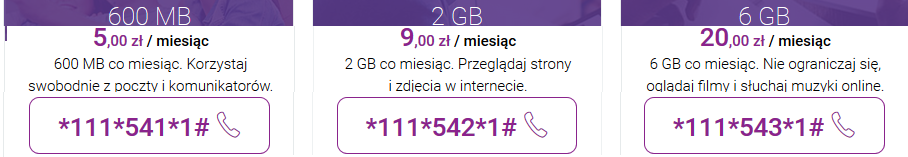 600 MB
5,00 zł / miesiąc
600 MB co miesiąc. Korzystaj
swobodnie z poczty i komunikatorów.
*111*541*1#
2 GB
9,00 zł / miesiąc
2 GB co miesiąc. Przeglądaj strony
i zdjęcia w internecie.
*111*542*1#
6 GB
20,00 zł / miesiąc
6 GB co miesiąc. Nie ograniczaj się,
oglądaj filmy i słuchaj muzyki online.
*111*543*1#